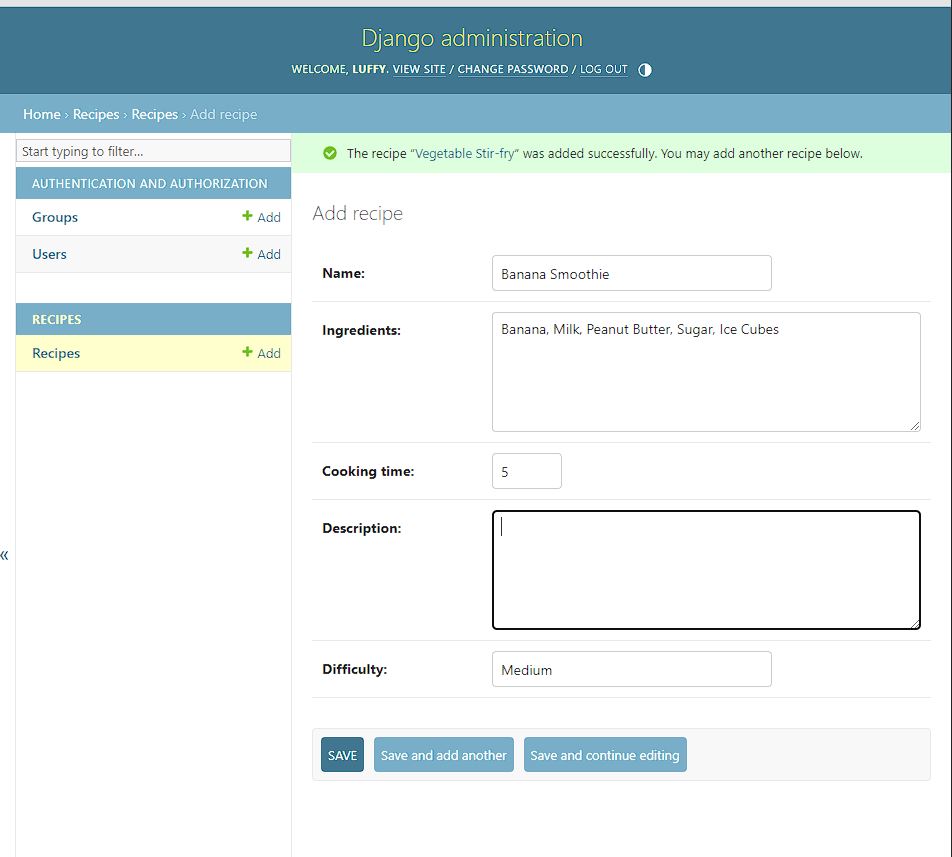 Django administration
WELCOME, LUFFY. VIEW SITE / CHANGE PASSWORD / LOG OUT
Home › Recipes › Recipes › Add recipe
Start typing to filter...
AUTHENTICATION AND AUTHORIZATION
Groups + Add
Users + Add
RECIPES
Recipes + Add
«
The recipe “Vegetable Stir-fry” was added successfully. You may add another recipe below.
Add recipe
Name: Banana Smoothie
Ingredients: Banana, Milk, Peanut Butter, Sugar, Ice Cubes
Cooking time: 5
Description:
Difficulty: Medium
SAVE Save and add another Save and continue editing